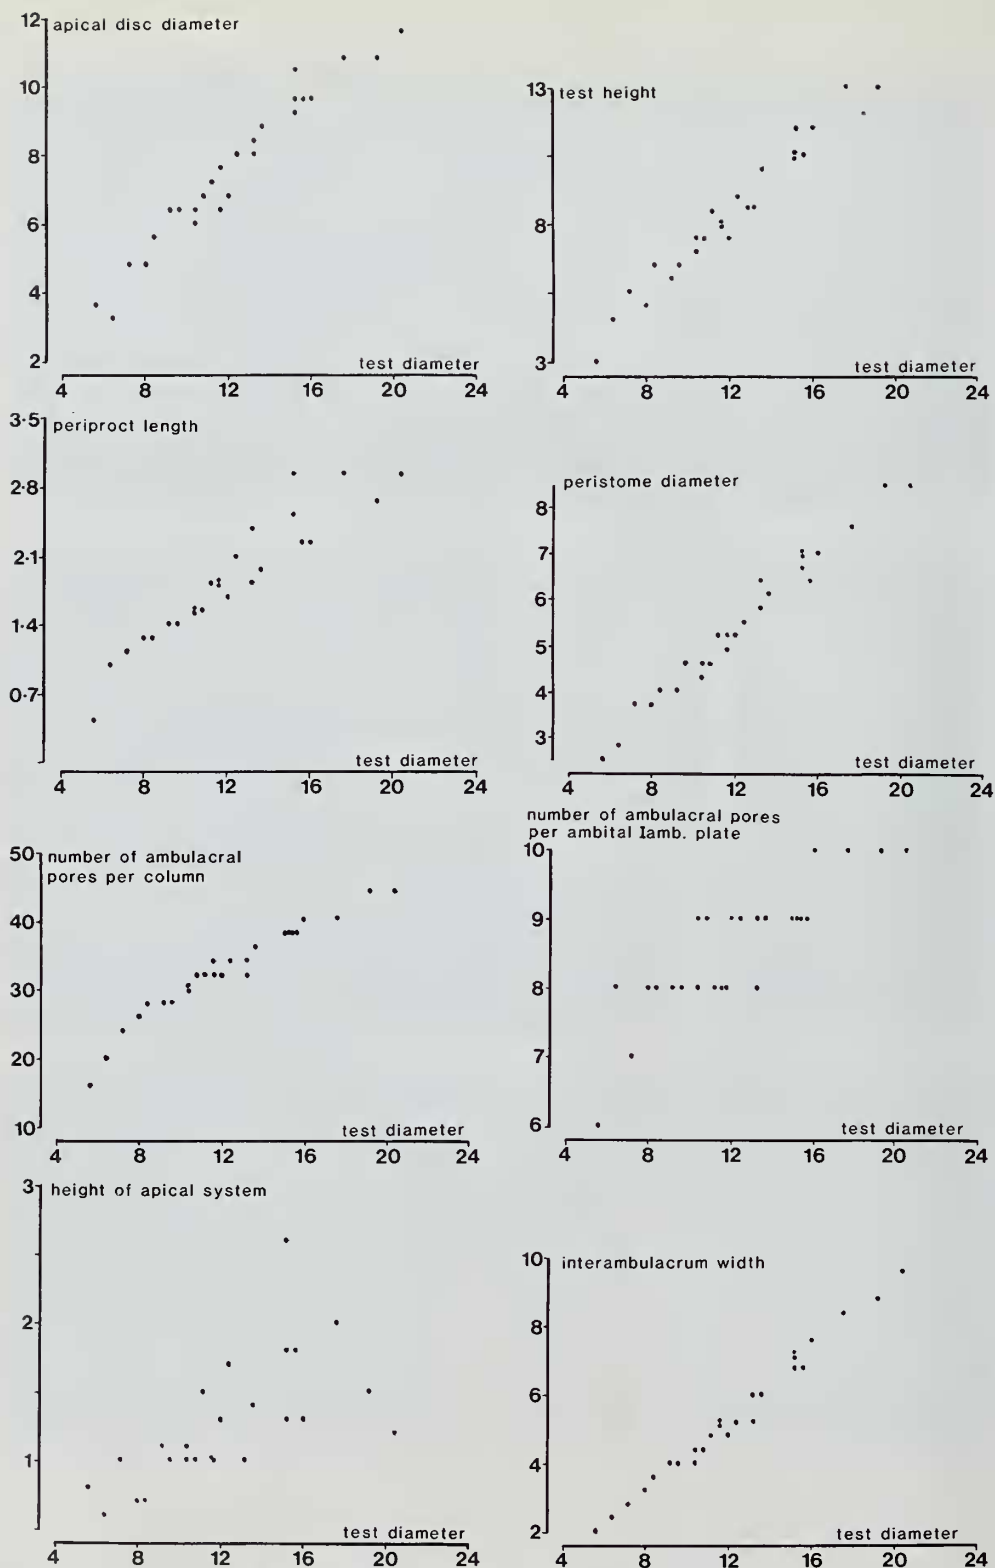 apical disc diameter
12
10
8
6
4
2
test diameter
4 8 12 16 20 24
test height
13
8
3
test diameter
4 8 12 16 20 24
periproct length
3·5
2·8
2·1
1·4
0·7
test diameter
4 8 12 16 20 24
peristome diameter
8
7
6
5
4
3
test diameter
4 8 12 16 20 24
number of ambulacral
pores per column
50
40
30
20
10
test diameter
4 8 12 16 20 24
number of ambulacral pores
per ambital Iamb. plate
10
9
8
7
6
test diameter
4 8 12 16 20 24
height of apical system
3
2
1
test diameter
4 8 12 16 20 24
interambulacrum width
10
8
6
4
2
test diameter
4 8 12 16 20 24